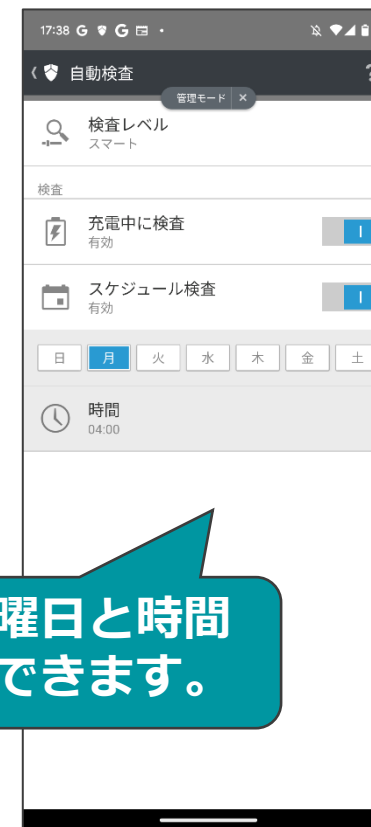 17:38 G G
自動検査 ?
管理モード ×
検査レベル
スマート
検査
充電中に検査
有効
スケジュール検査
有効
日 月 火 水 木 金 土
時間
04:00
曜日と時間
できます。